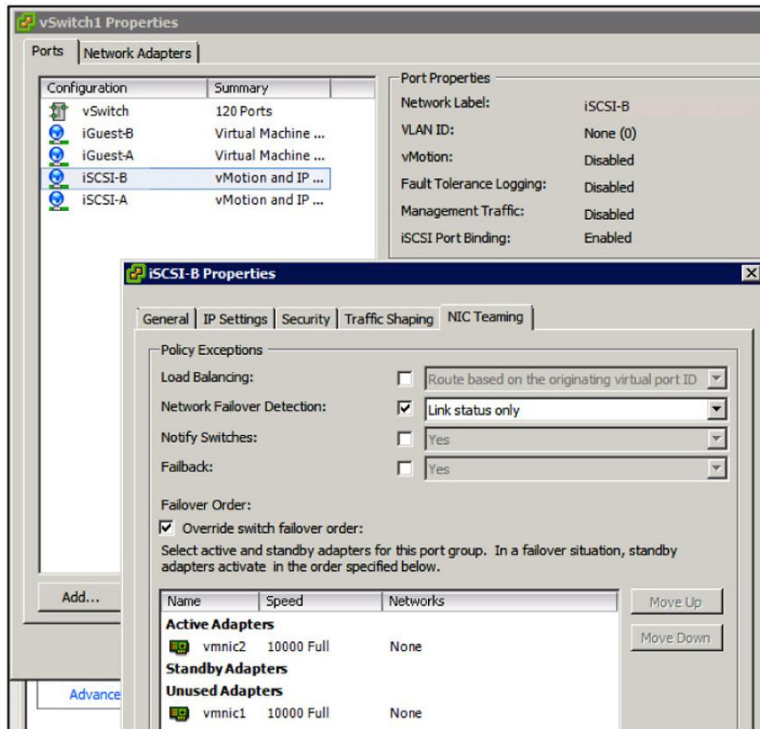 vSwitch1 Properties
Ports Network Adapters
Configuration Summary
vSwitch 120 Ports
iGuest-B Virtual Machine ...
iGuest-A Virtual Machine ...
iSCSI-B vMotion and IP ...
iSCSI-A vMotion and IP ...
Add...
Port Properties
Network Label: iSCSI-B
VLAN ID: None (0)
vMotion: Disabled
Fault Tolerance Logging: Disabled
Management Traffic: Disabled
iSCSI Port Binding: Enabled
iSCSI-B Properties
General IP Settings Security Traffic Shaping NIC Teaming
Policy Exceptions
Load Balancing: Route based on the originating virtual port ID
Network Failover Detection: Link status only
Notify Switches: Yes
Failback: Yes
Failover Order:
Override switch failover order:
Select active and standby adapters for this port group. In a failover situation, standby
adapters activate in the order specified below.
Name Speed Networks
Active Adapters
vmnic2 10000 Full None
Standby Adapters
Unused Adapters
vmnic1 10000 Full None
Move Up
Move Down
Advance